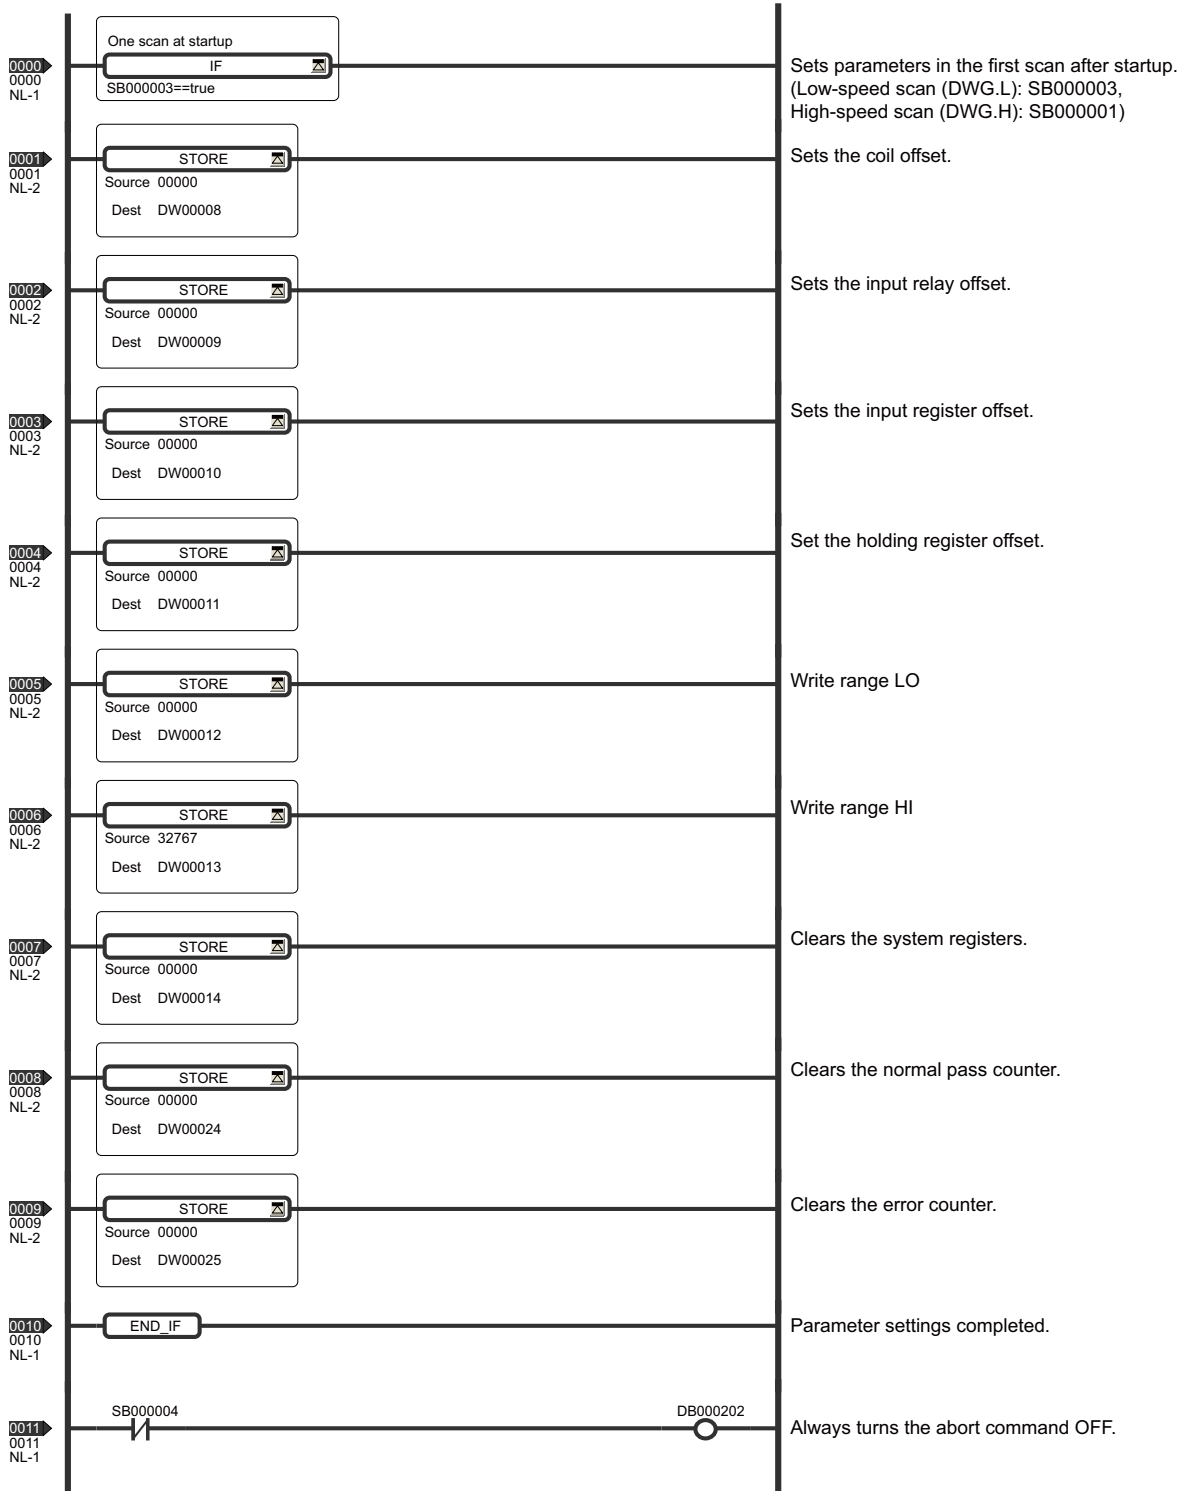 One scan at startup
0000
0000
NL-1
IF
SB000003==true
Sets parameters in the first scan after startup.
(Low-speed scan (DWG.L): SB000003,
High-speed scan (DWG.H): SB000001)
0001
0001
NL-2
STORE
Source 00000
Dest DW00008
Sets the coil offset.
0002
0002
NL-2
STORE
Source 00000
Dest DW00009
Sets the input relay offset.
0003
0003
NL-2
STORE
Source 00000
Dest DW00010
Sets the input register offset.
0004
0004
NL-2
STORE
Source 00000
Dest DW00011
Set the holding register offset.
0005
0005
NL-2
STORE
Source 00000
Dest DW00012
Write range LO
0006
0006
NL-2
STORE
Source 32767
Dest DW00013
Write range HI
0007
0007
NL-2
STORE
Source 00000
Dest DW00014
Clears the system registers.
0008
0008
NL-2
STORE
Source 00000
Dest DW00024
Clears the normal pass counter.
0009
0009
NL-2
STORE
Source 00000
Dest DW00025
Clears the error counter.
0010
0010
NL-1
END_IF
Parameter settings completed.
0011
0011
NL-1
SB000004
DB000202
Always turns the abort command OFF.